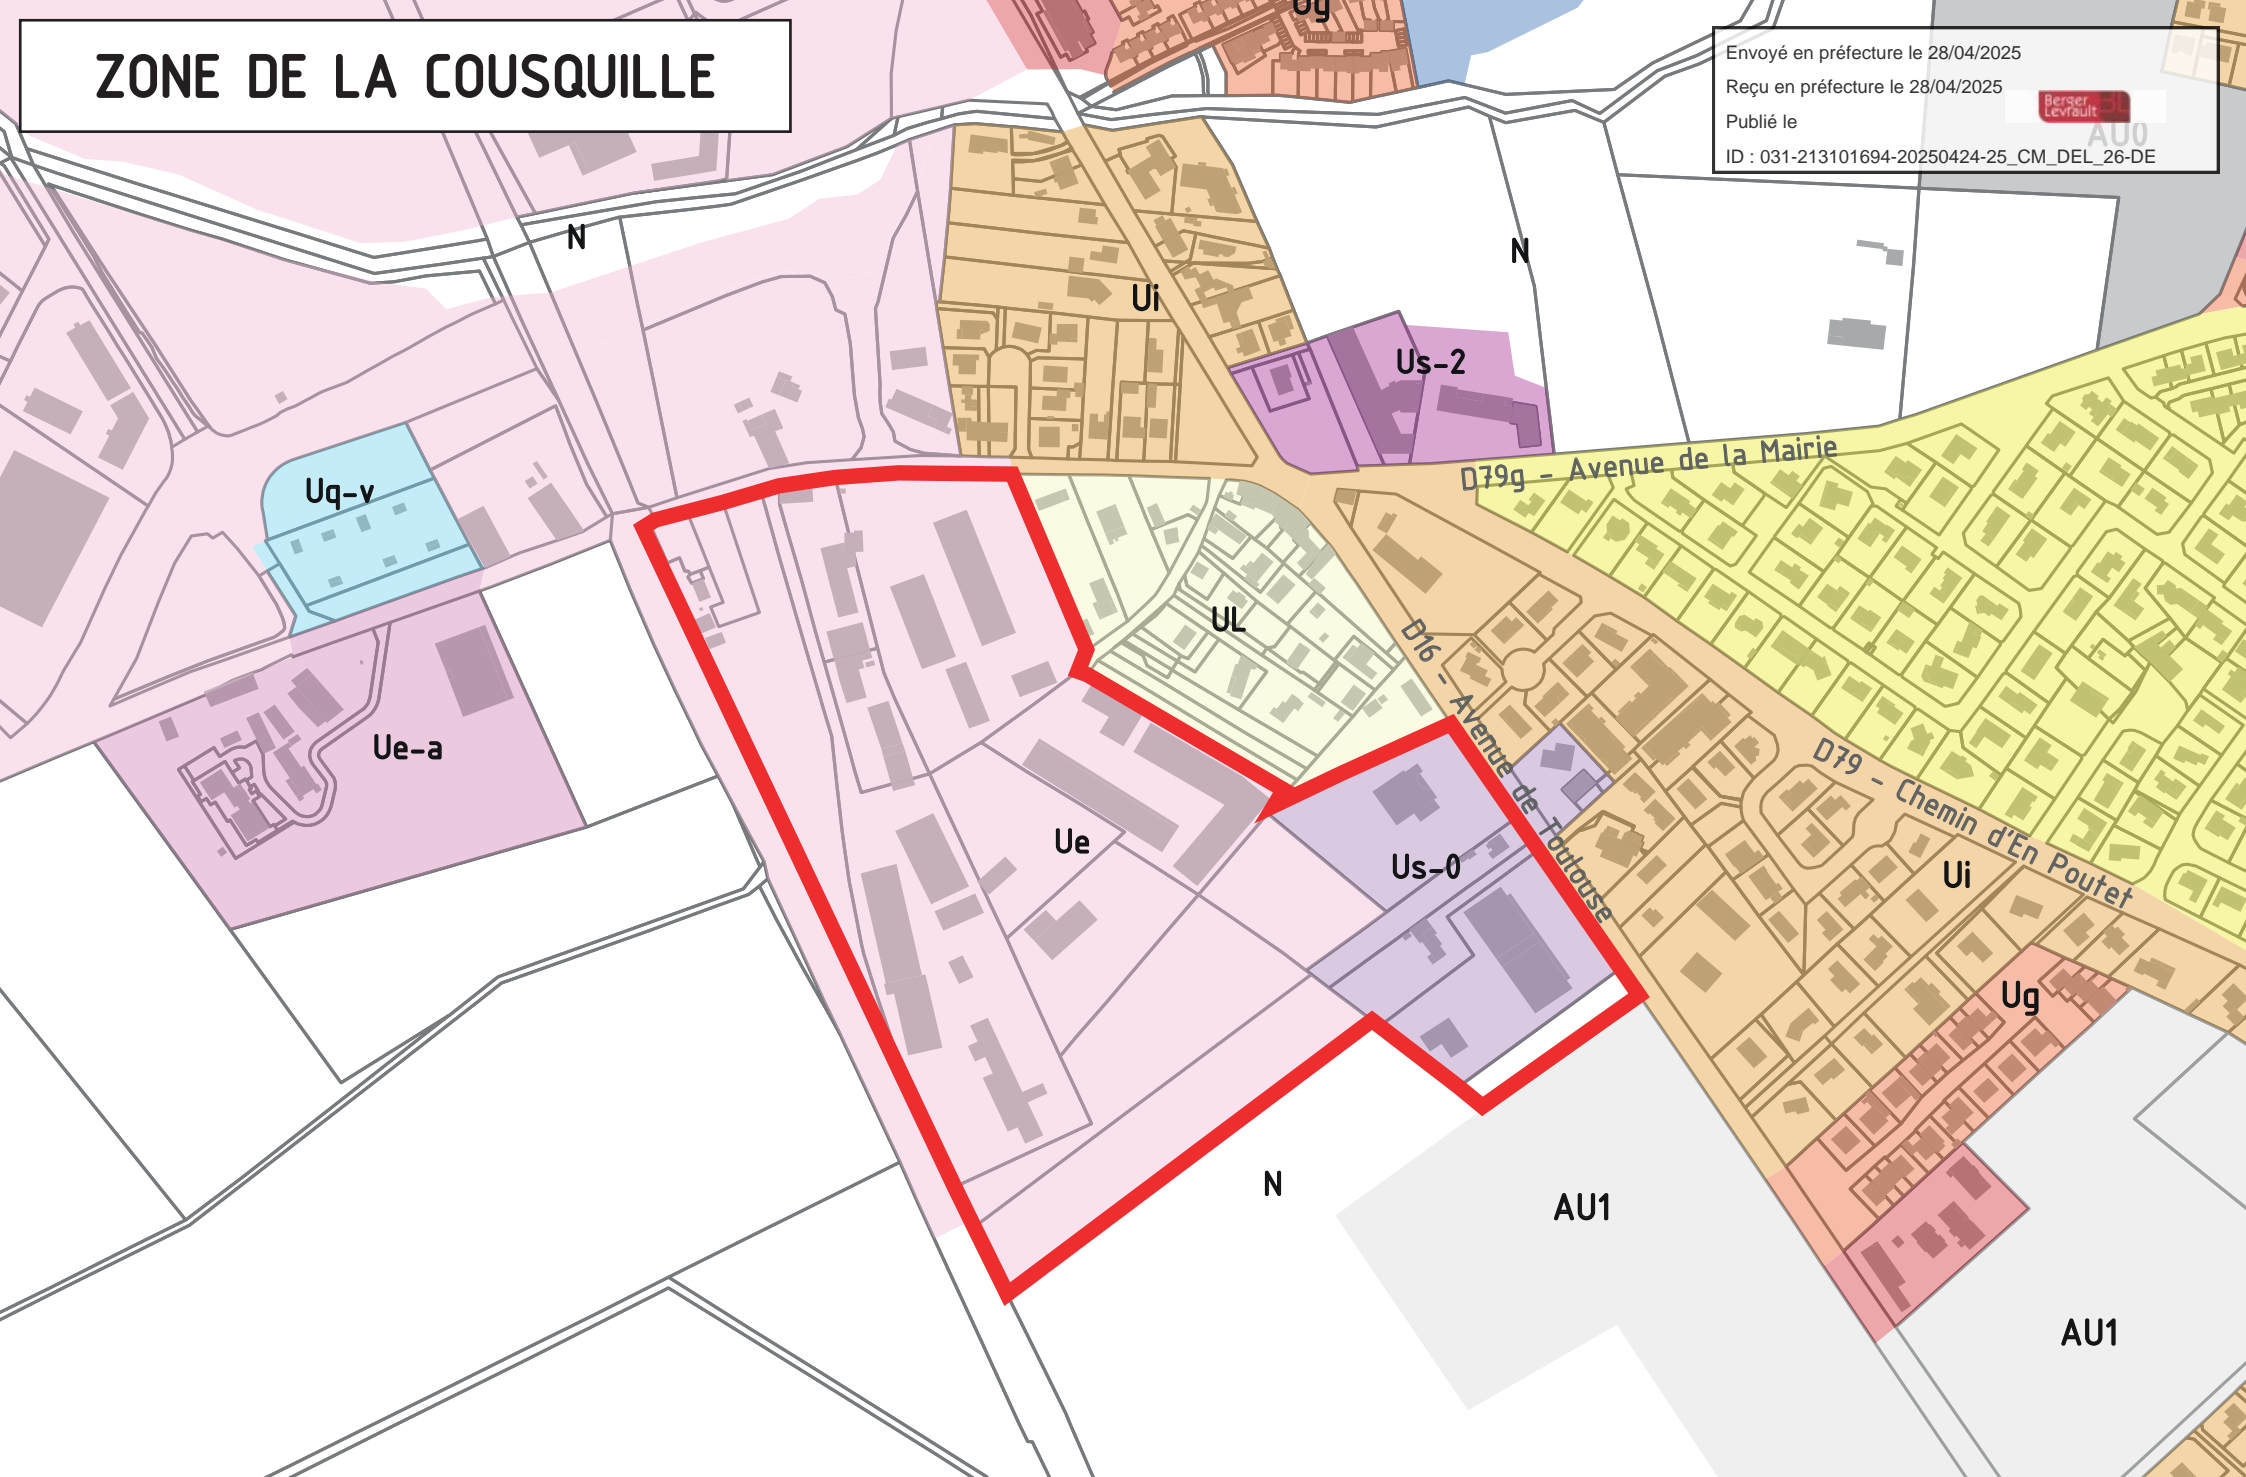 Ug
ZONE DE LA COUSQUILLE
Envoyé en préfecture le 28/04/2025
Reçu en préfecture le 28/04/2025
Berger
Levrault
Publié le
AU0
ID : 031-213101694-20250424-25_CM_DEL_26-DE
N
N
Ui
Us-2
D79g - Avenue de la Mairie
Uq-v
UL
D16 - Avenue de Toulouse
Ue-a
D79 - Chemin d'En Poutet
Ue
Us-0
Ui
Ug
N
AU1
AU1